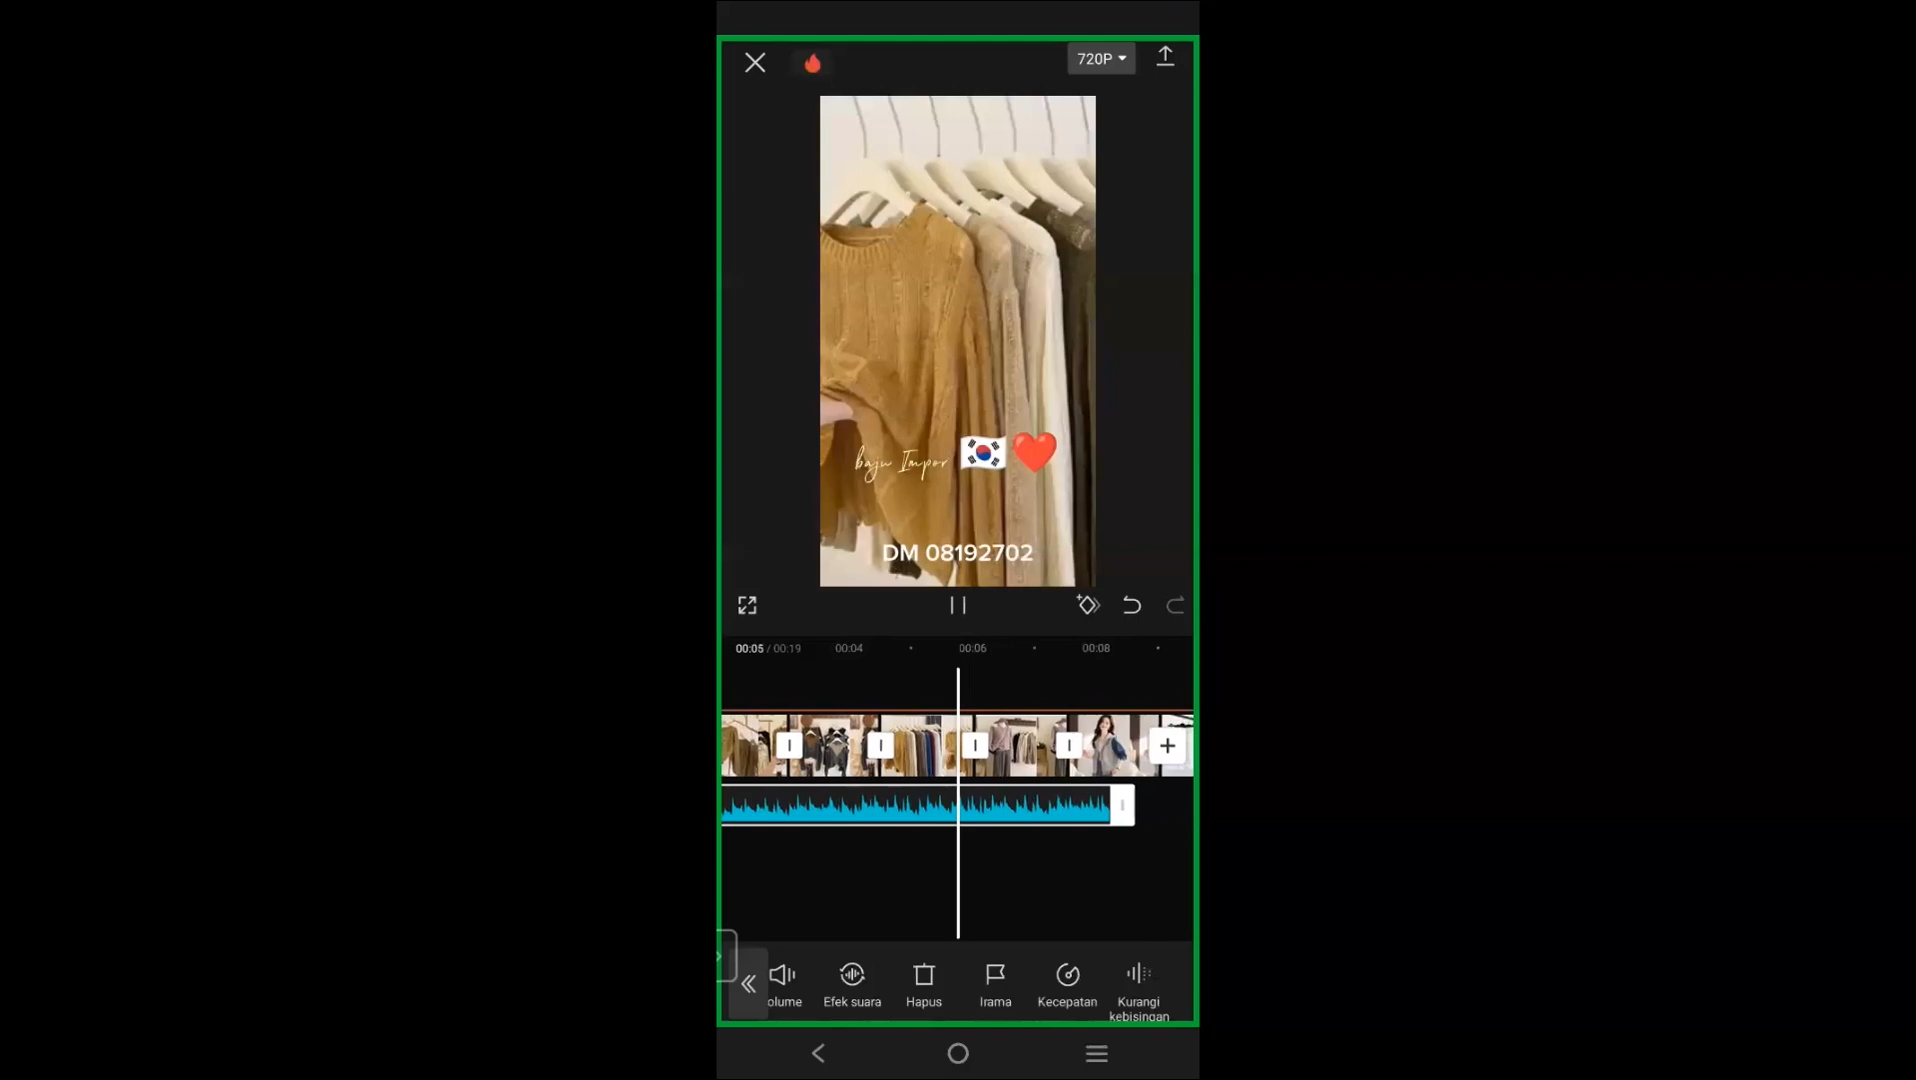 720P
baju Impor
DM 08192702
00:05 / 00:19 00:04 00:06 00:08
olume Efek suara Hapus Irama Kecepatan Kurangi
kebisingan